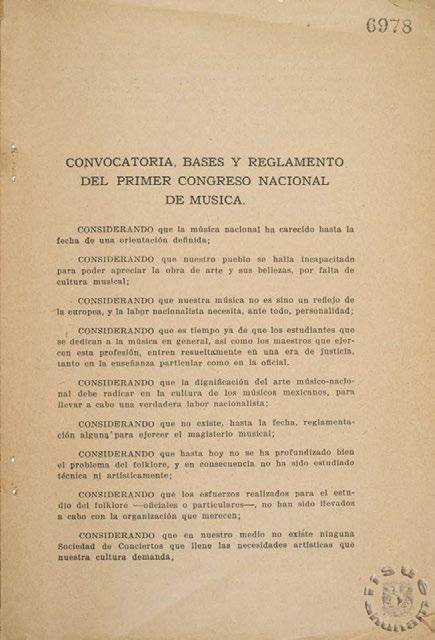 6978
CONVOCATORIA, BASES Y REGLAMENTO
DEL PRIMER CONGRESO NACIONAL
DE MUSICA.
CONSIDERANDO que la música nacional ha carecido hasta la
fecha de una orientación definida;
CONSIDERANDO que nuestro pueblo se halla incapacitado
para poder apreciar la obra de arte y sus bellezas, por falta de
cultura musical;
CONSIDERANDO que nuestra música no es sino un reflejo de
la europea, y la labor nacionalista necesita, ante todo, personalidad;
CONSIDERANDO que es tiempo ya de que los estudiantes que
se dedican a la música en general, así como los maestros que ejer-
cen esta profesión, entren resueltamente en una era de justicia,
tanto en la enseñanza particular como en la oficial.
CONSIDERANDO que la dignificación del arte músico-nacio-
nal debe radicar en la cultura de los músicos mexicanos, para
llevar a cabo una verdadera labor nacionalista;
CONSIDERANDO que no existe, hasta la fecha, reglamenta-
ción alguna para ejercer el magisterio musical;
CONSIDERANDO que hasta hoy no se ha profundizado bien
el problema del folklore, y en consecuencia no ha sido estudiado
técnica ni artísticamente;
CONSIDERANDO que los esfuerzos realizados para el estu-
dio del folklore —oficiales o particulares—, no han sido llevados
a cabo con la organización que merecen;
CONSIDERANDO que en nuestro medio no existe ninguna
Sociedad de Conciertos que llene las necesidades artísticas que
nuestra cultura demanda,